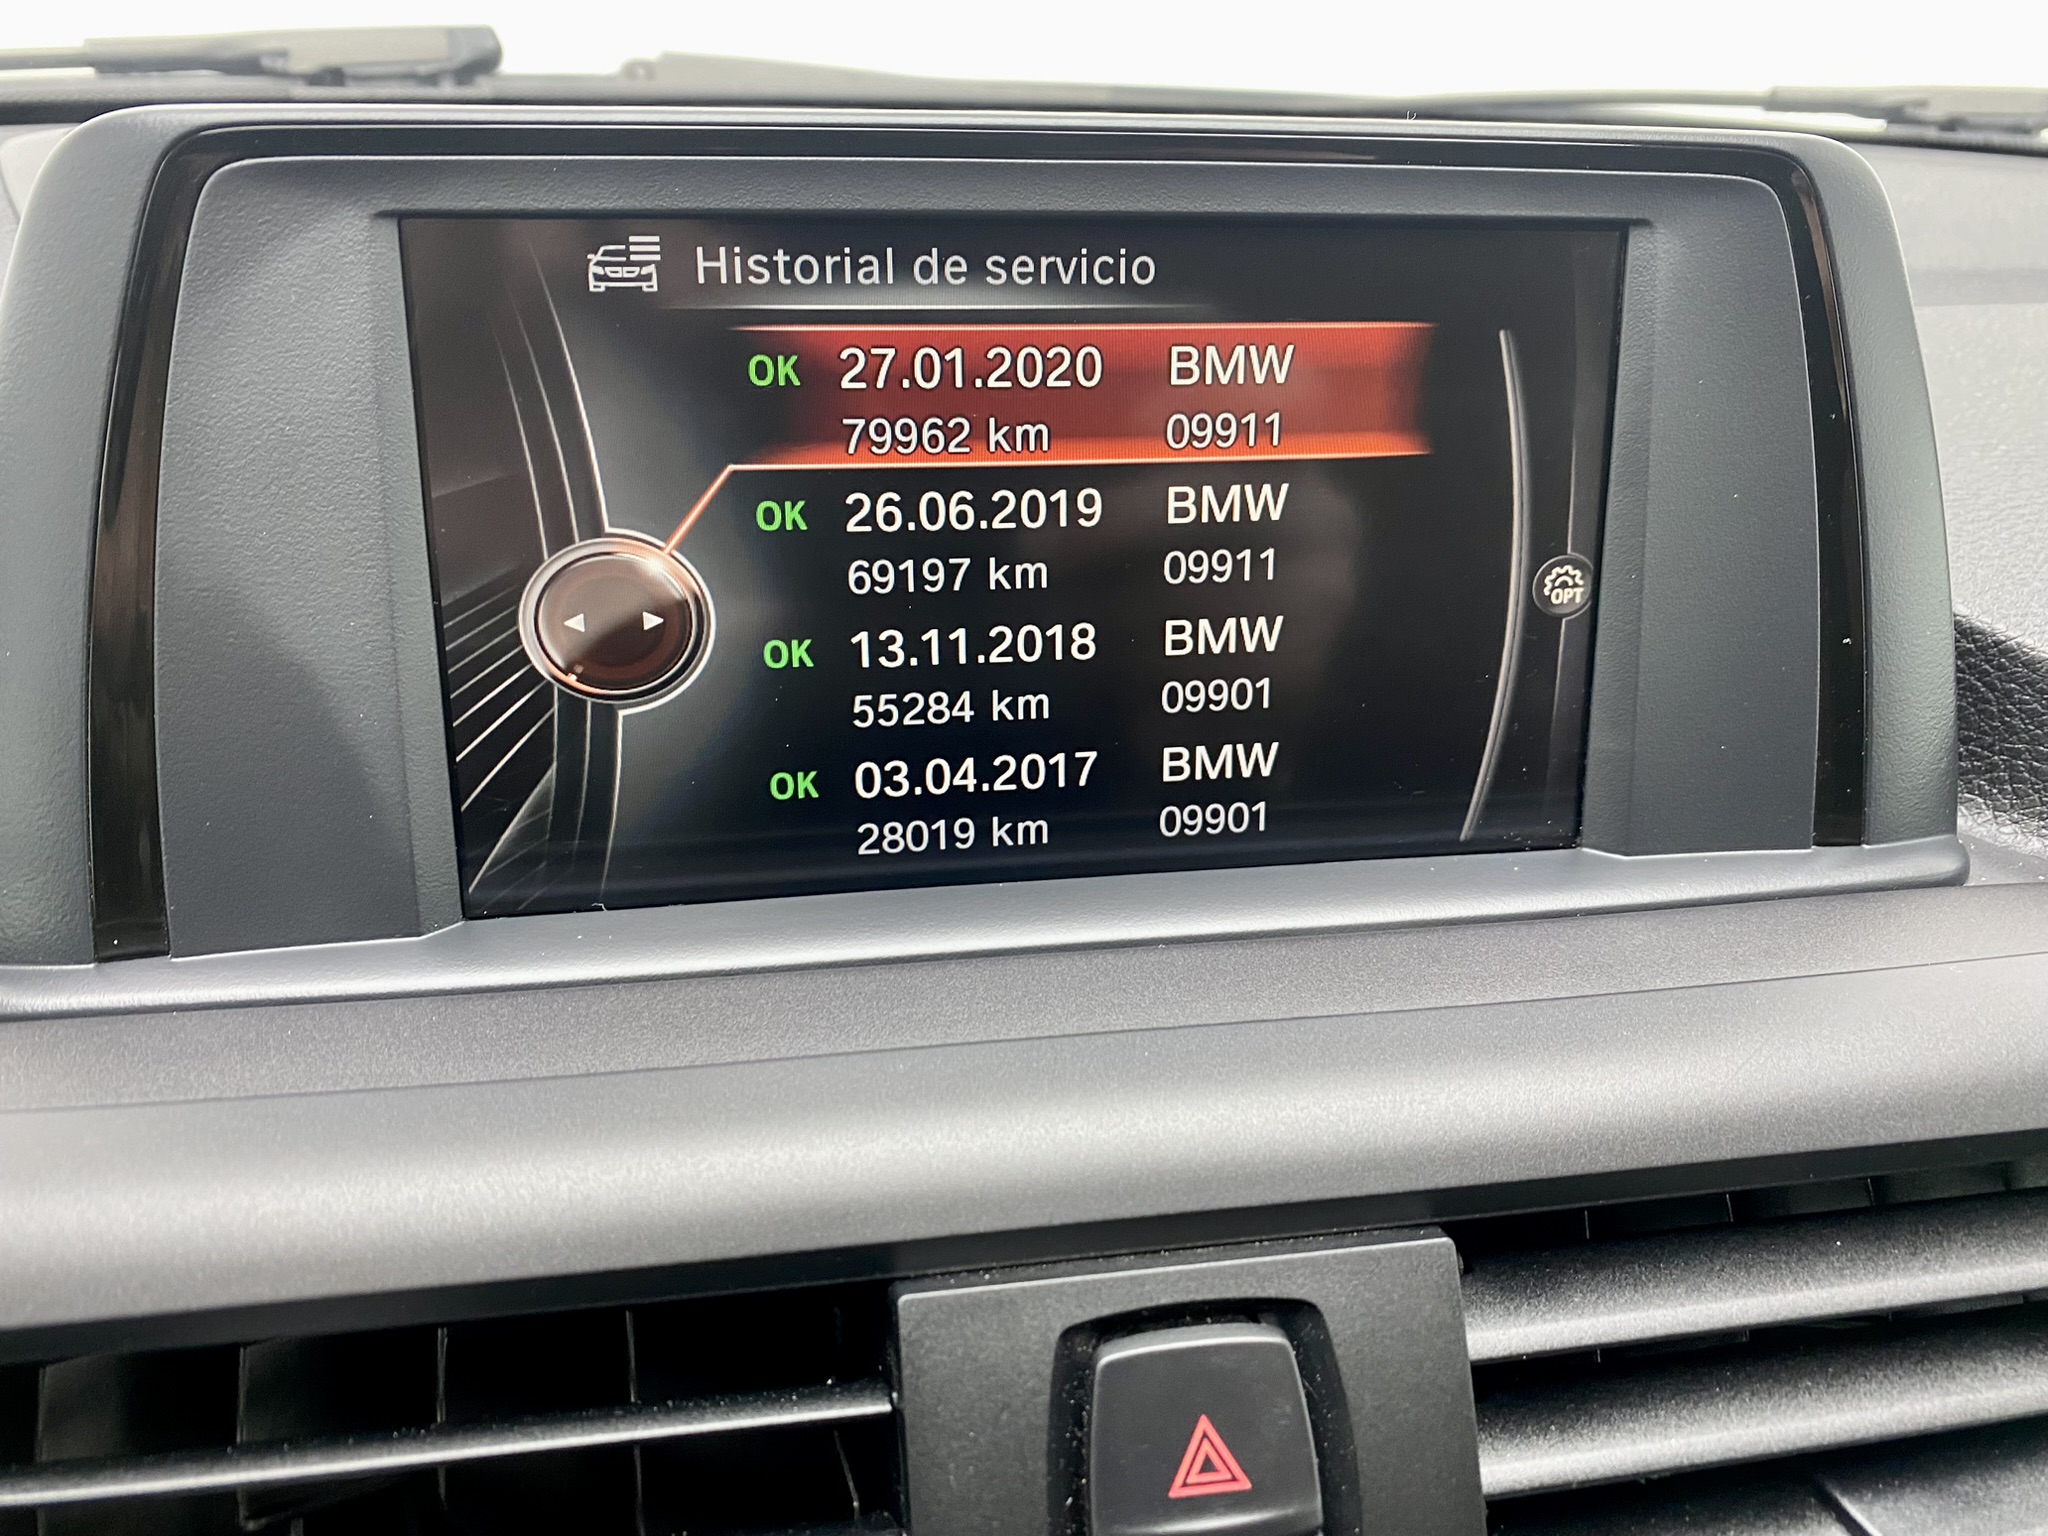 Historial de servicio
OK 27.01.2020 BMW
79962 km 09911
OK 26.06.2019 BMW
69197 km 09911
OK 13.11.2018 BMW
55284 km 09901
OK 03.04.2017 BMW
28019 km 09901
OPT